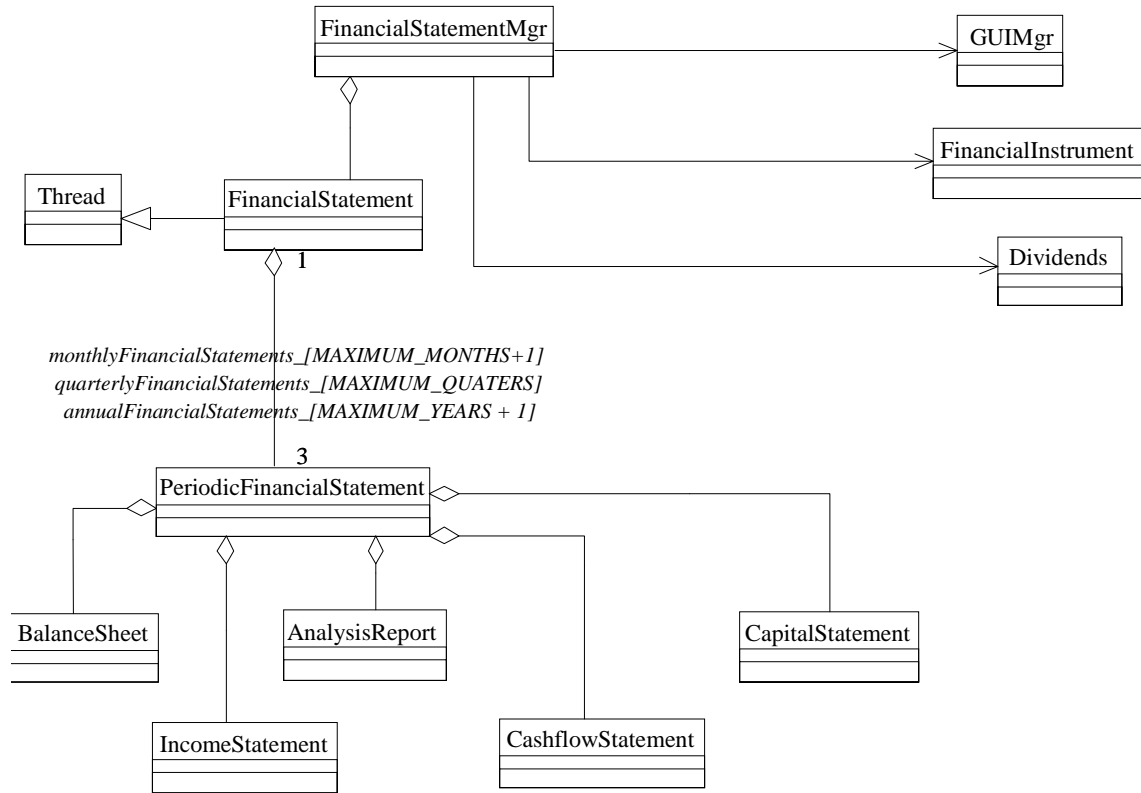 FinancialStatementMgr
GUIMgr
FinancialInstrument
Thread
FinancialStatement
Dividends
1
monthlyFinancialStatements_[MAXIMUM_MONTHS+1]
quarterlyFinancialStatements_[MAXIMUM_QUATERS]
annualFinancialStatements_[MAXIMUM_YEARS + 1]
3
PeriodicFinancialStatement
BalanceSheet
AnalysisReport
CapitalStatement
IncomeStatement
CashflowStatement